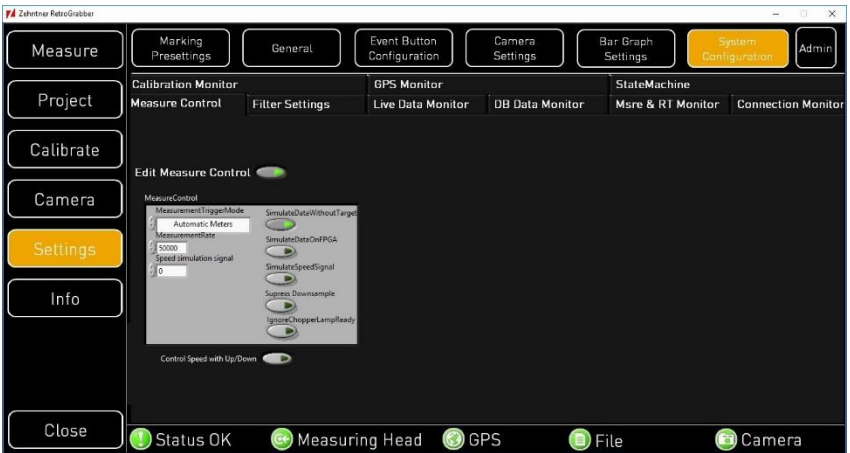 Zehntner RetroGrabber
Measure
Project
Calibrate
Camera
Settings
Info
Close
Marking
Presettings
General
Event Button
Configuration
Camera
Settings
Bar Graph
Settings
System
Configuration
Admin
Calibration Monitor
GPS Monitor
StateMachine
Measure Control
Filter Settings
Live Data Monitor
DB Data Monitor
Msre & RT Monitor
Connection Monitor
Edit Measure Control
MeasureControl
MeasurementTriggerMode
Automatic Meters
MeasurementRate
50000
Speed simulation signal
0
SimulateDataWithoutTarget
SimulateDataOnFPGA
SimulateSpeedSignal
Supress Downsample
IgnoreChopperLampReady
Control Speed with Up/Down
Status OK
Measuring Head
GPS
File
Camera